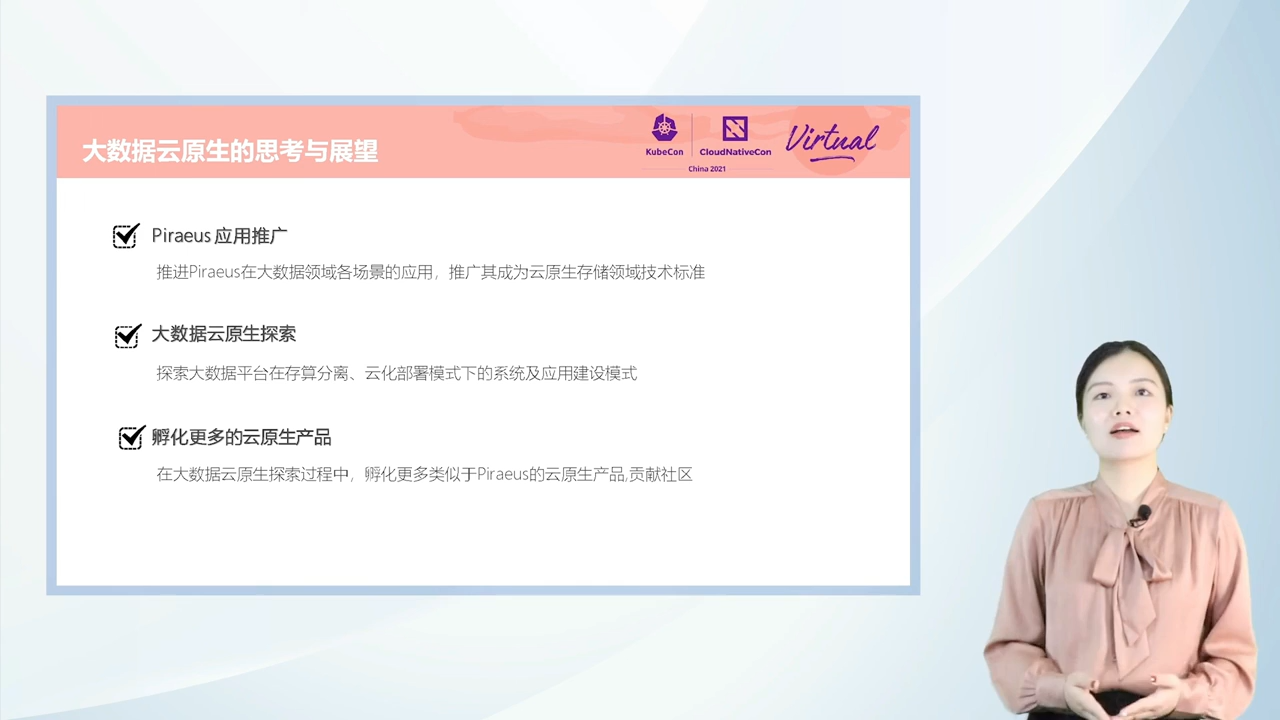 大数据云原生的思考与展望
KubeCon
CloudNativeCon
Virtual
China 2021
Piraeus 应用推广
推进Piraeus在大数据领域各场景的应用，推广其成为云原生存储领域技术标准
大数据云原生探索
探索大数据平台在存算分离、云化部署模式下的系统及应用建设模式
孵化更多的云原生产品
在大数据云原生探索过程中，孵化更多类似于Piraeus的云原生产品,贡献社区